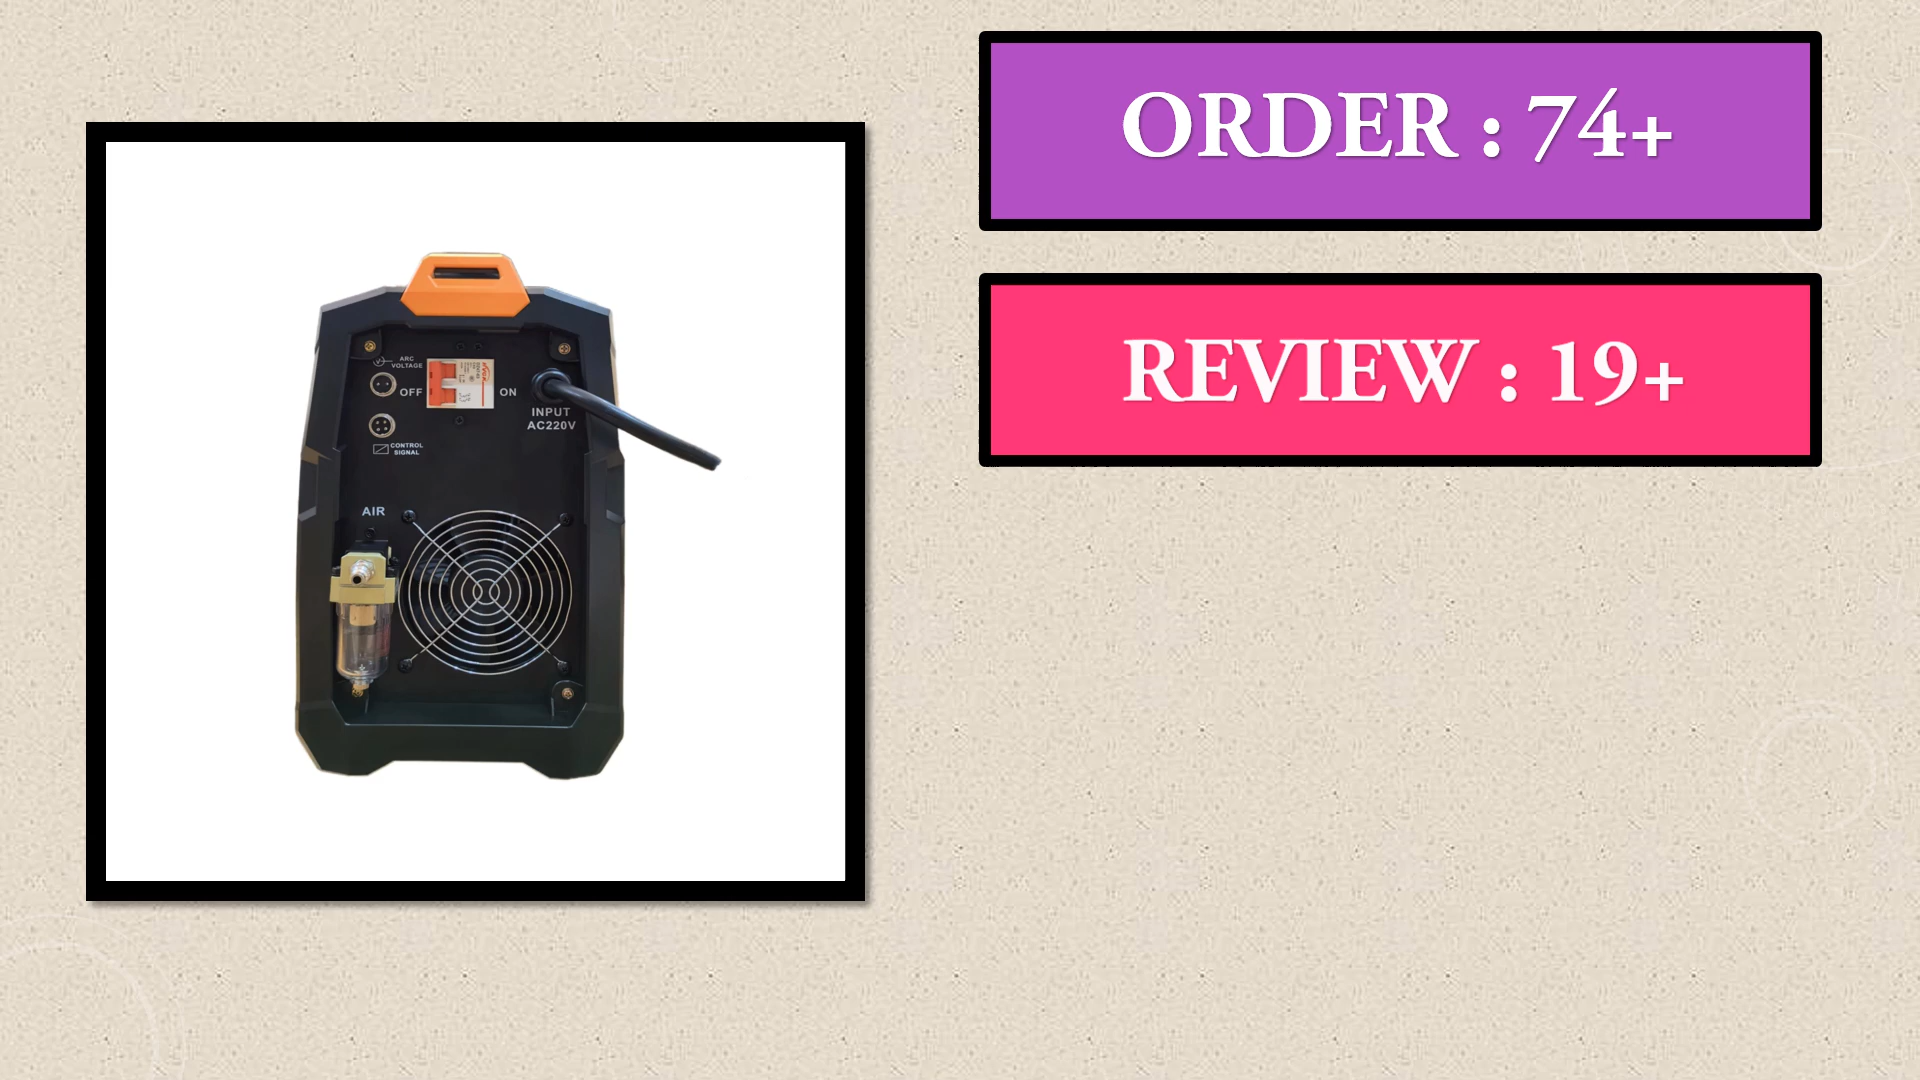 ORDER : 74+
REVIEW : 19+
ARC
VOLTAGE
OFF
ON
INPUT
AC220V
CONTROL
SIGNAL
AIR